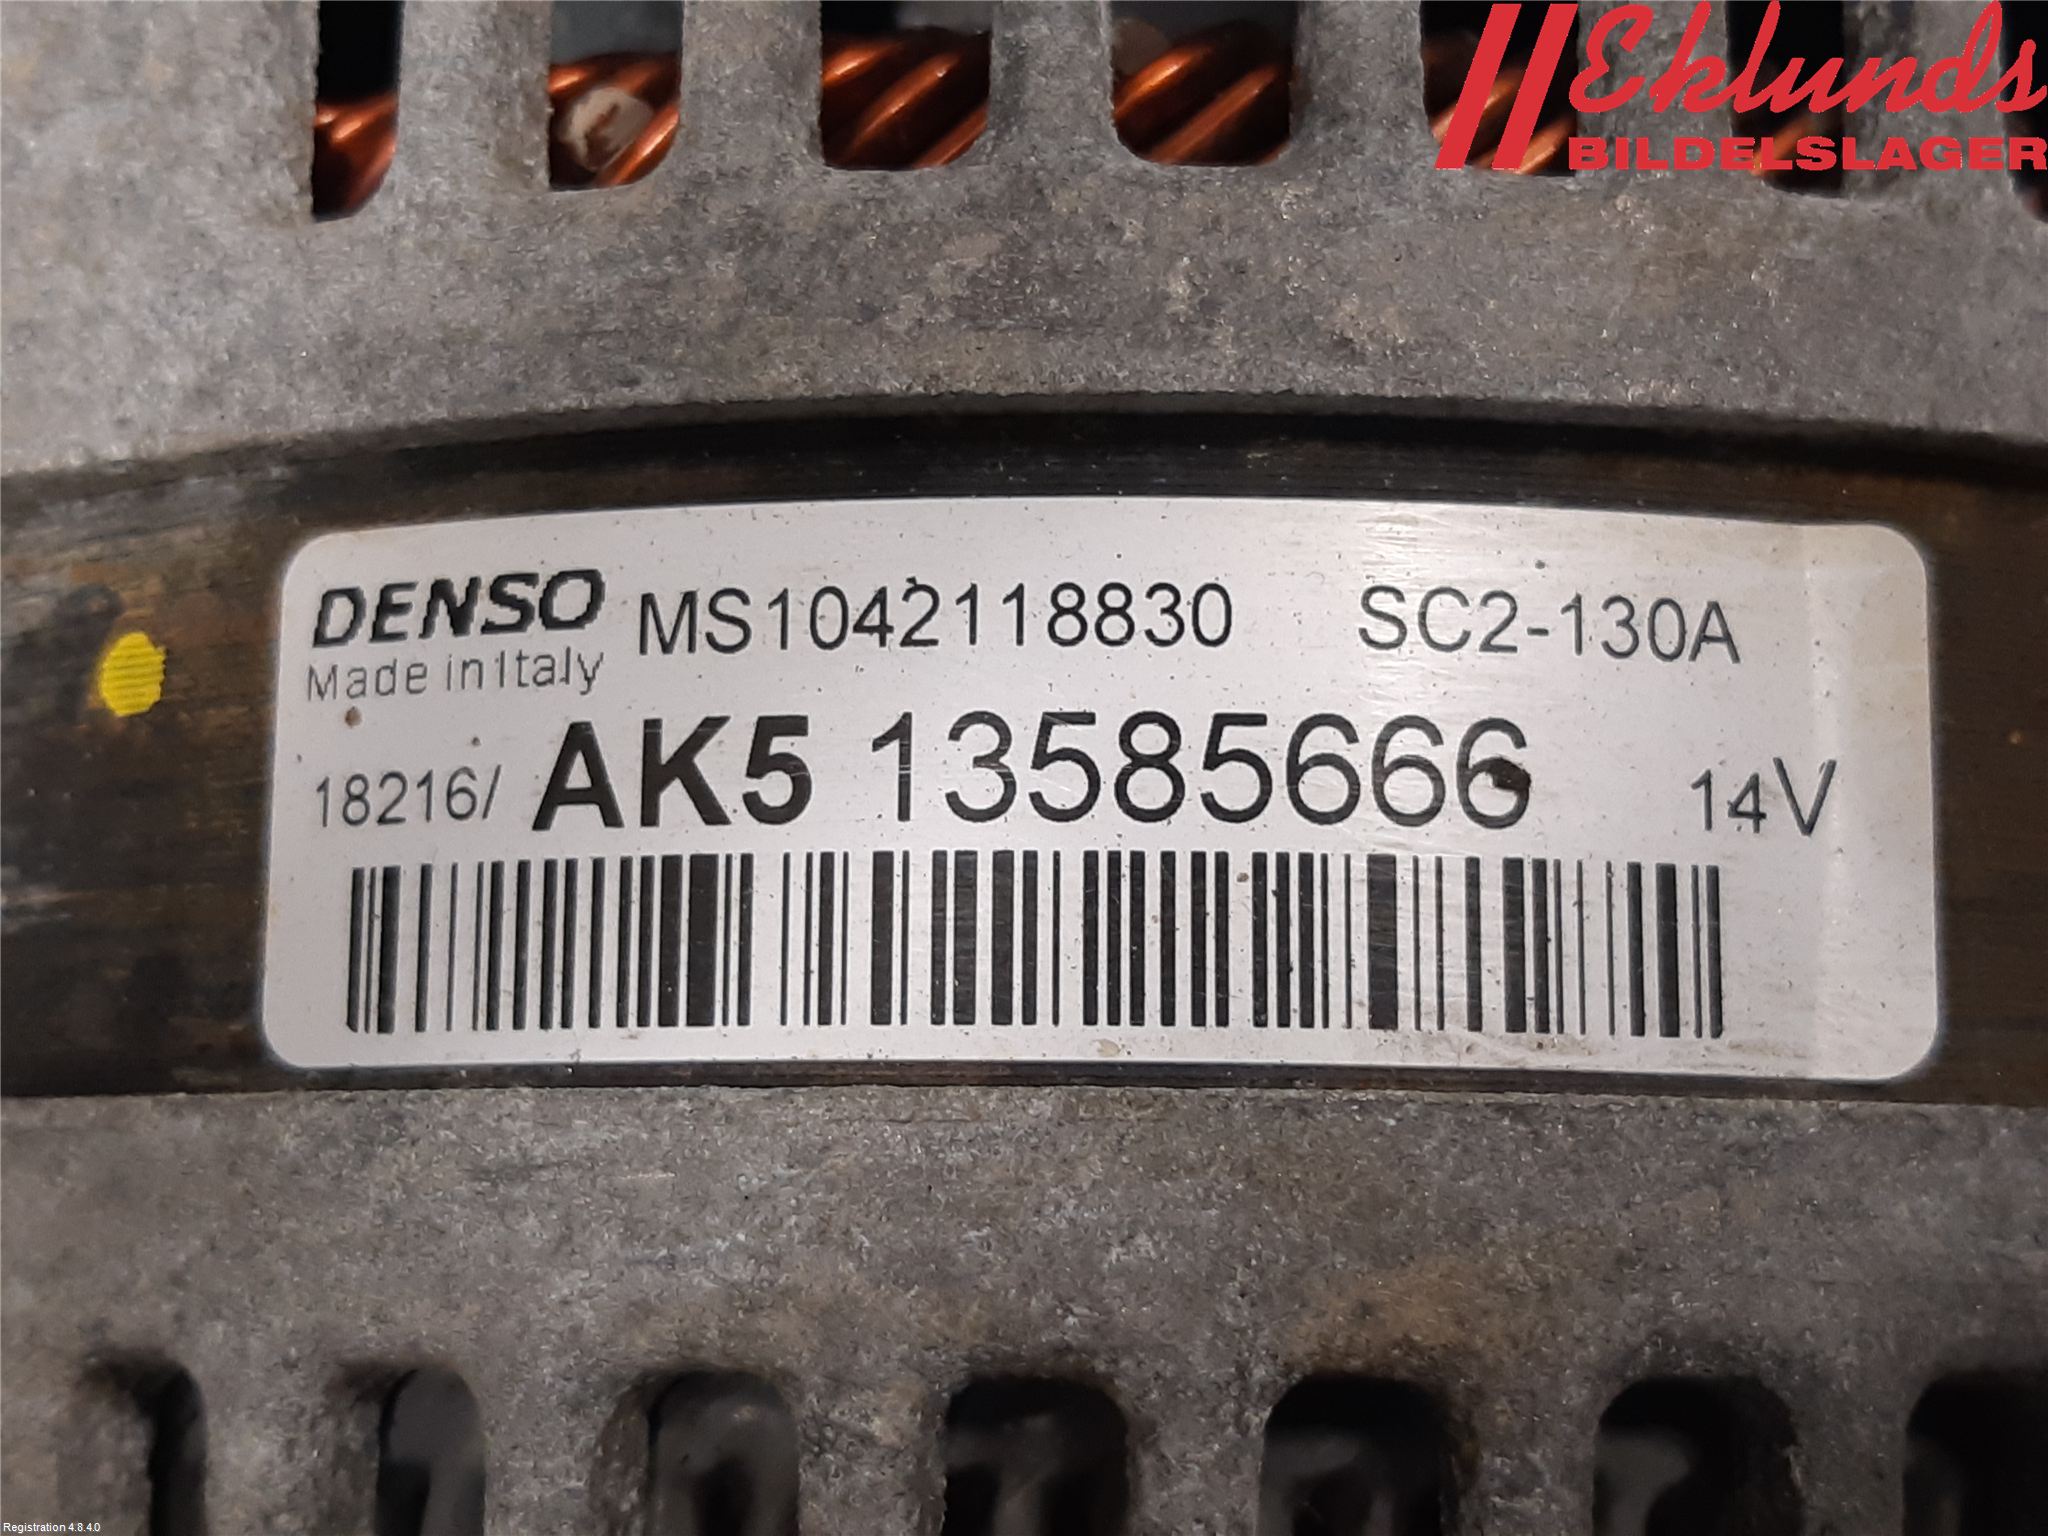 Eklunds
BILDELSLAGER
DENSO MS1042118830 SC2-130A
Made in Italy
18216/ AK5 13585666 14V
Registration 4.8.4.0